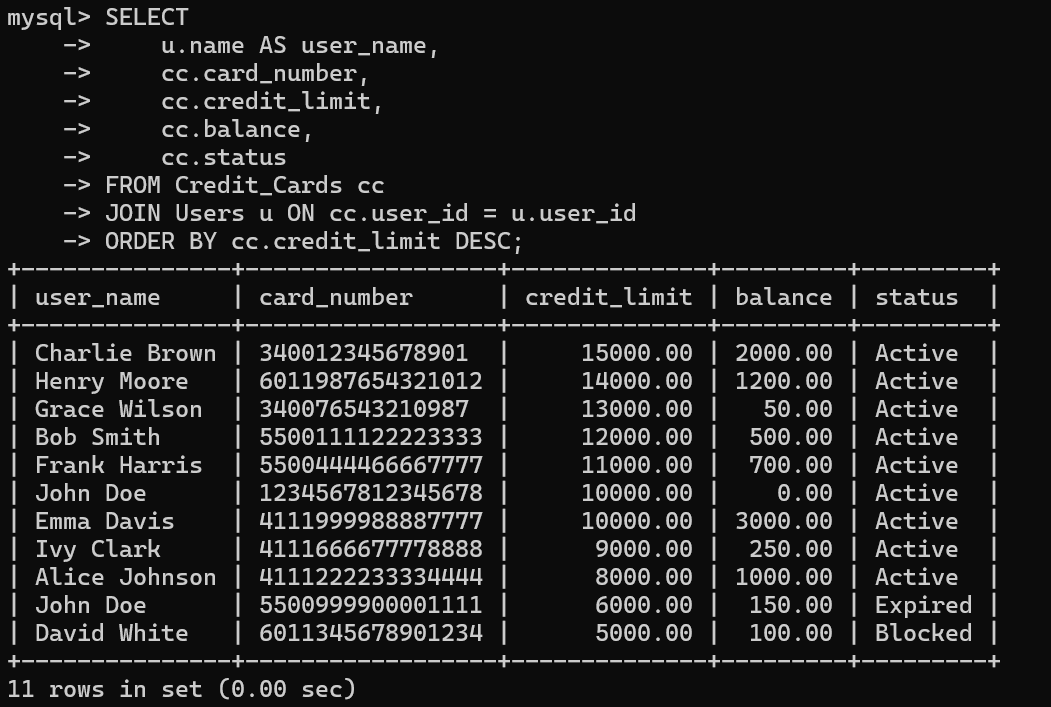 mysql> SELECT
    ->     u.name AS user_name,
    ->     cc.card_number,
    ->     cc.credit_limit,
    ->     cc.balance,
    ->     cc.status
    -> FROM Credit_Cards cc
    -> JOIN Users u ON cc.user_id = u.user_id
    -> ORDER BY cc.credit_limit DESC;
+---------------+------------------+--------------+---------+---------+
| user_name     | card_number      | credit_limit | balance | status  |
+---------------+------------------+--------------+---------+---------+
| Charlie Brown | 340012345678901  |     15000.00 | 2000.00 | Active  |
| Henry Moore   | 6011987654321012 |     14000.00 | 1200.00 | Active  |
| Grace Wilson  | 340076543210987  |     13000.00 |   50.00 | Active  |
| Bob Smith     | 5500111122223333 |     12000.00 |  500.00 | Active  |
| Frank Harris  | 5500444466667777 |     11000.00 |  700.00 | Active  |
| John Doe      | 1234567812345678 |     10000.00 |    0.00 | Active  |
| Emma Davis    | 4111999988887777 |     10000.00 | 3000.00 | Active  |
| Ivy Clark     | 4111666677778888 |      9000.00 |  250.00 | Active  |
| Alice Johnson | 4111222233334444 |      8000.00 | 1000.00 | Active  |
| John Doe      | 5500999900001111 |      6000.00 |  150.00 | Expired |
| David White   | 6011345678901234 |      5000.00 |  100.00 | Blocked |
+---------------+------------------+--------------+---------+---------+
11 rows in set (0.00 sec)